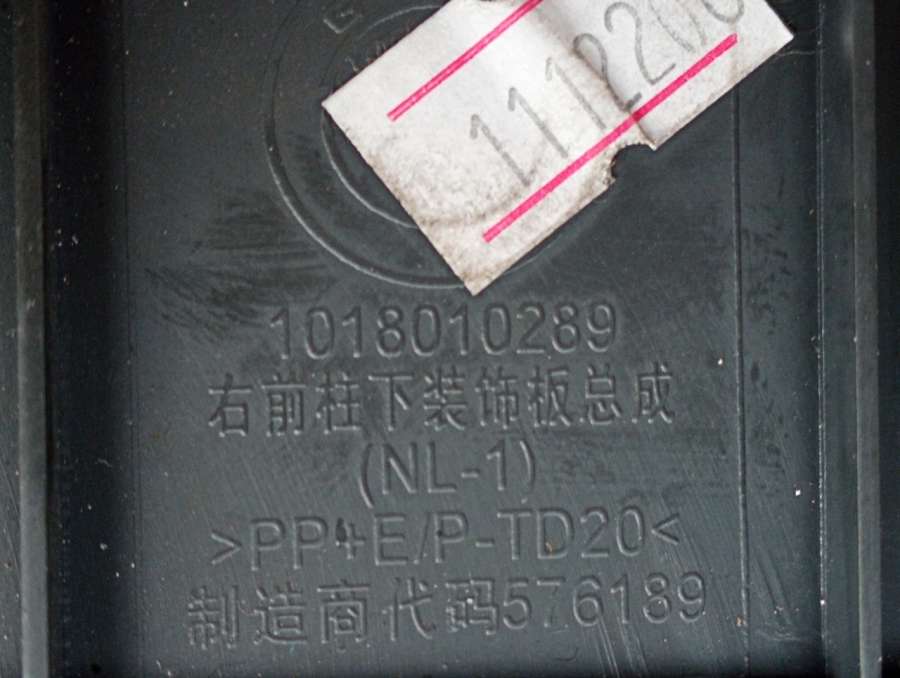 1112200
1018010289
右前柱下装饰板总成
(NL-1)
>PP+E/P-TD20<
制造商代码576189